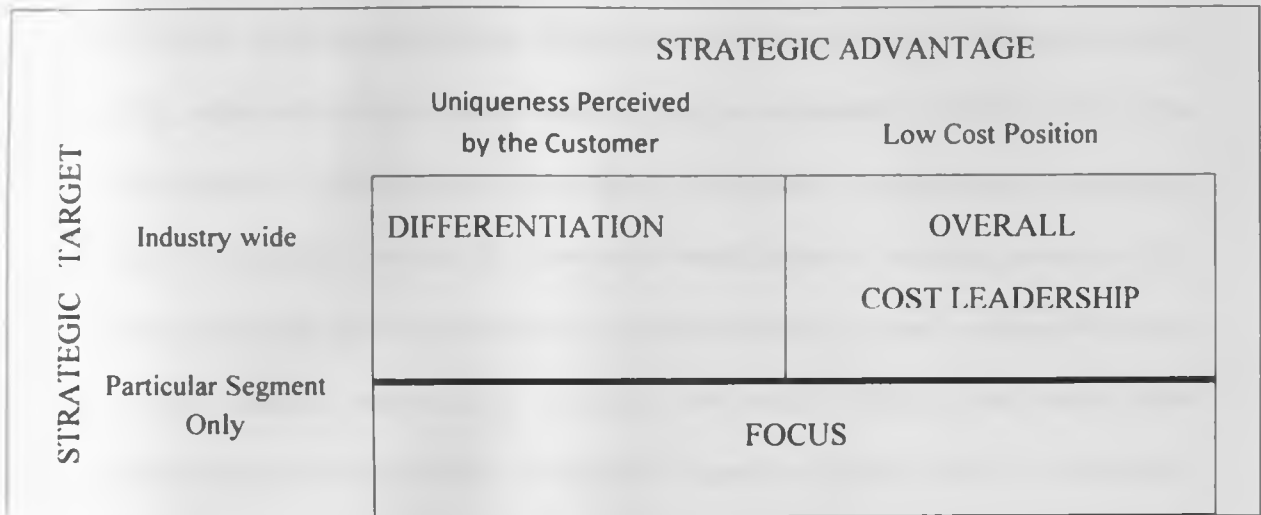 STRATEGIC ADVANTAGE
Uniqueness Perceived
by the Customer
Low Cost Position
STRATEGIC TARGET
Industry wide
DIFFERENTIATION
OVERALL
COST LEADERSHIP
Particular Segment
Only
FOCUS